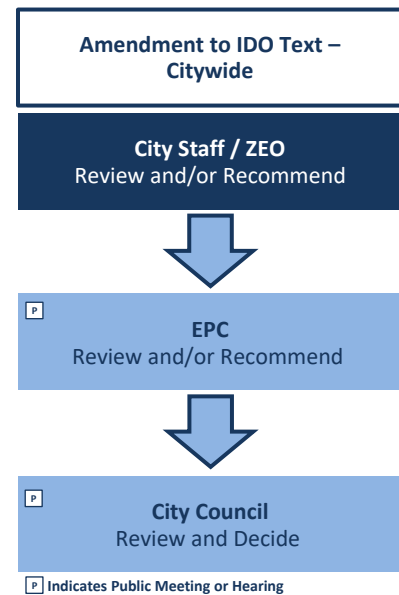 Amendment to IDO Text –
Citywide
City Staff / ZEO
Review and/or Recommend
P
EPC
Review and/or Recommend
P
City Council
Review and Decide
P Indicates Public Meeting or Hearing